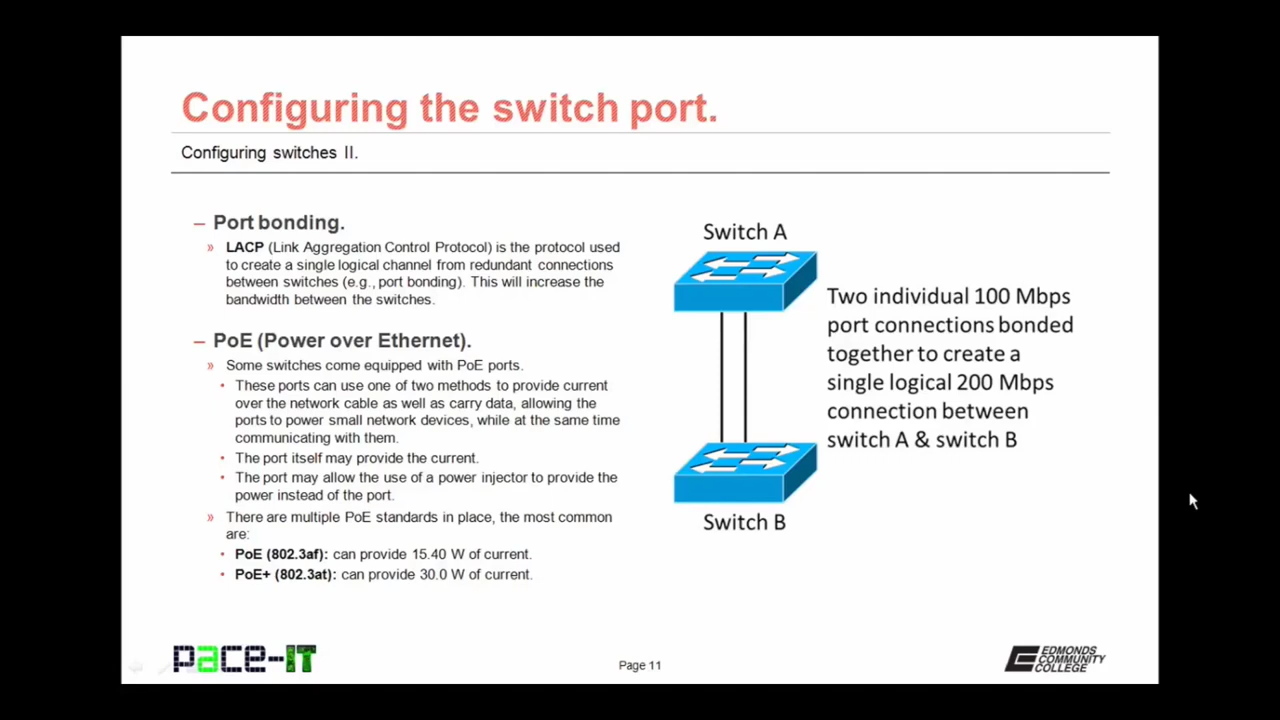 Configuring the switch port.
Configuring switches II.
– Port bonding.
» LACP (Link Aggregation Control Protocol) is the protocol used
to create a single logical channel from redundant connections
between switches (e.g., port bonding). This will increase the
bandwidth between the switches.
– PoE (Power over Ethernet).
» Some switches come equipped with PoE ports.
• These ports can use one of two methods to provide current
over the network cable as well as carry data, allowing the
ports to power small network devices, while at the same time
communicating with them.
• The port itself may provide the current.
• The port may allow the use of a power injector to provide the
power instead of the port.
» There are multiple PoE standards in place, the most common
are:
• PoE (802.3af): can provide 15.40 W of current.
• PoE+ (802.3at): can provide 30.0 W of current.
Switch A
Two individual 100 Mbps
port connections bonded
together to create a
single logical 200 Mbps
connection between
switch A & switch B
Switch B
pace-IT
Page 11
EDMONDS
COMMUNITY
COLLEGE